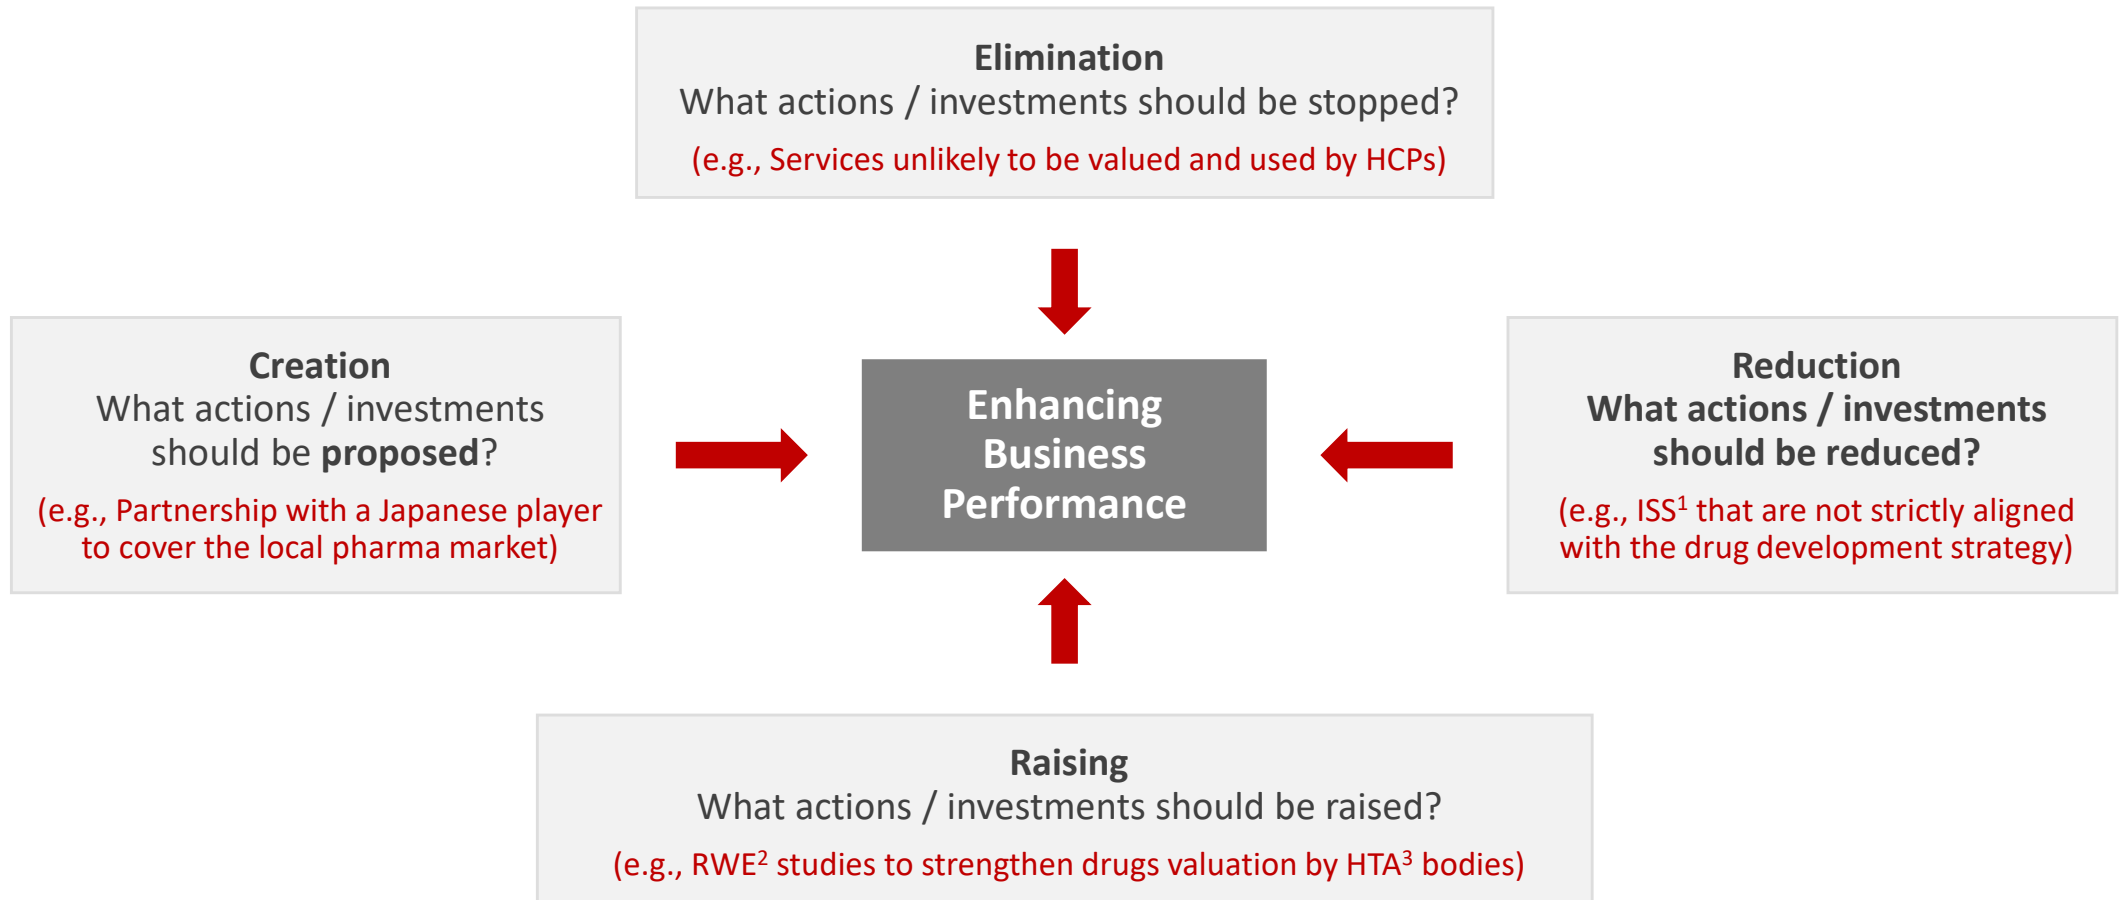 Elimination
What actions / investments should be stopped?
(e.g., Services unlikely to be valued and used by HCPs)
Creation
What actions / investments
should be proposed?
(e.g., Partnership with a Japanese player
to cover the local pharma market)
Enhancing
Business
Performance
Reduction
What actions / investments
should be reduced?
(e.g., ISS¹ that are not strictly aligned
with the drug development strategy)
Raising
What actions / investments should be raised?
(e.g., RWE² studies to strengthen drugs valuation by HTA³ bodies)